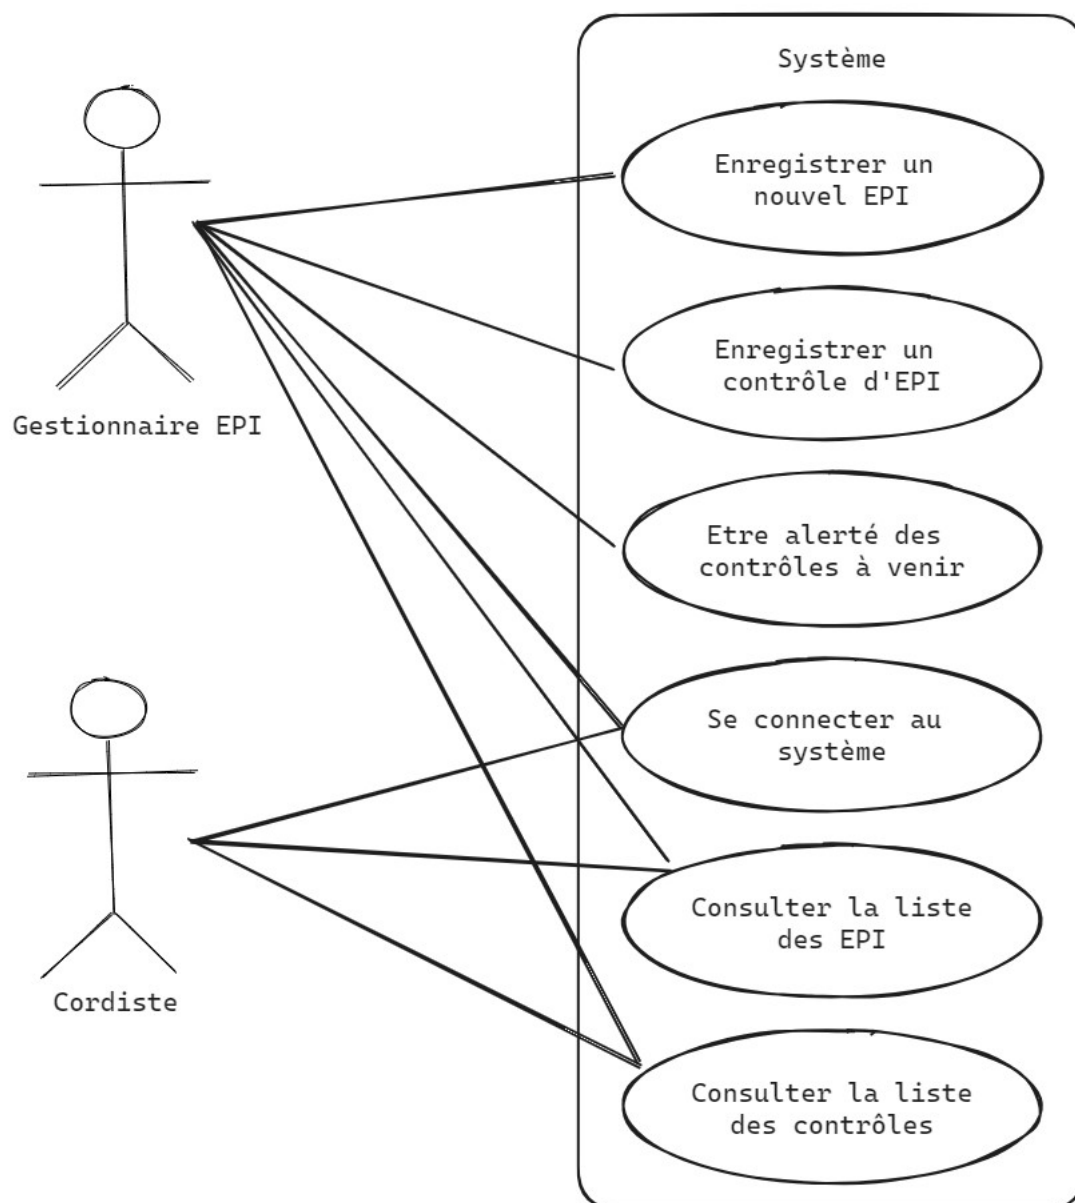 Système
Enregistrer un
nouvel EPI
Enregistrer un
contrôle d'EPI
Gestionnaire EPI
Etre alerté des
contrôles à venir
Se connecter au
système
Consulter la liste
des EPI
Cordiste
Consulter la liste
des contrôles